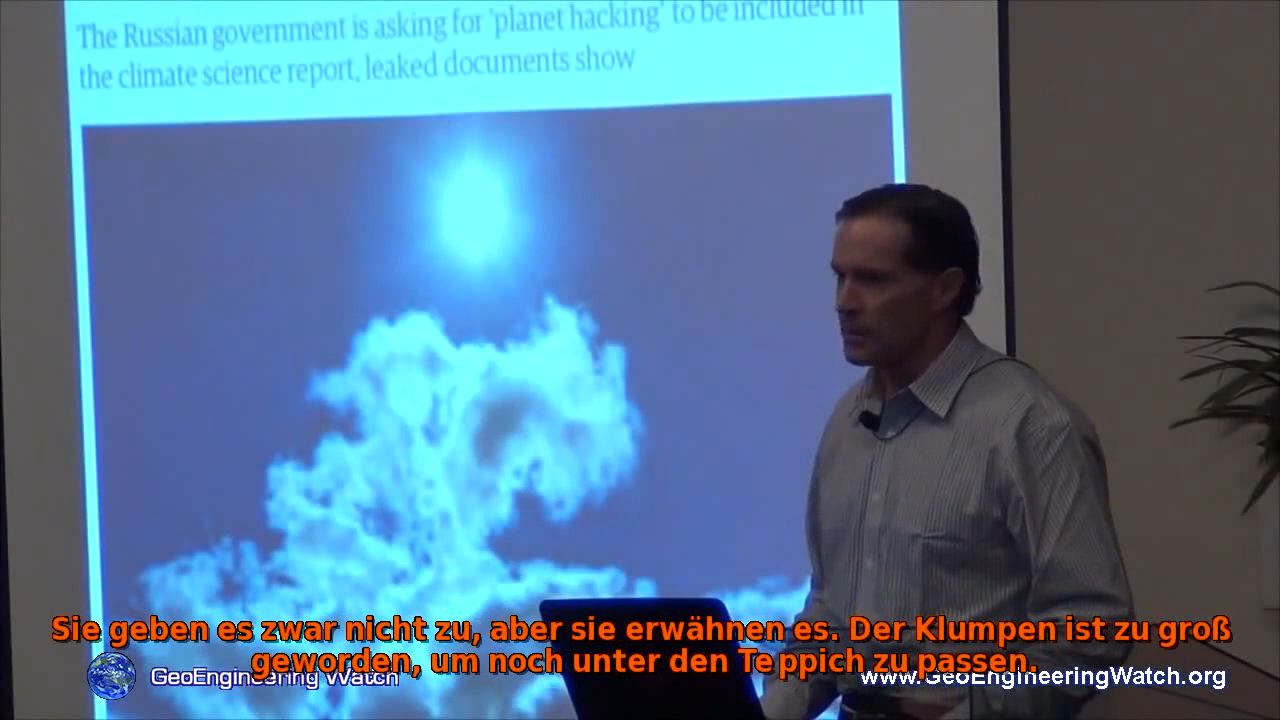 The Russian government is asking for 'planet hacking' to be included in
the climate science report, leaked documents show
Sie geben es zwar nicht zu, aber sie erwähnen es. Der Klumpen ist zu groß
geworden, um noch unter den Teppich zu passen.
GeoEngineering Watch
www.GeoEngineeringWatch.org